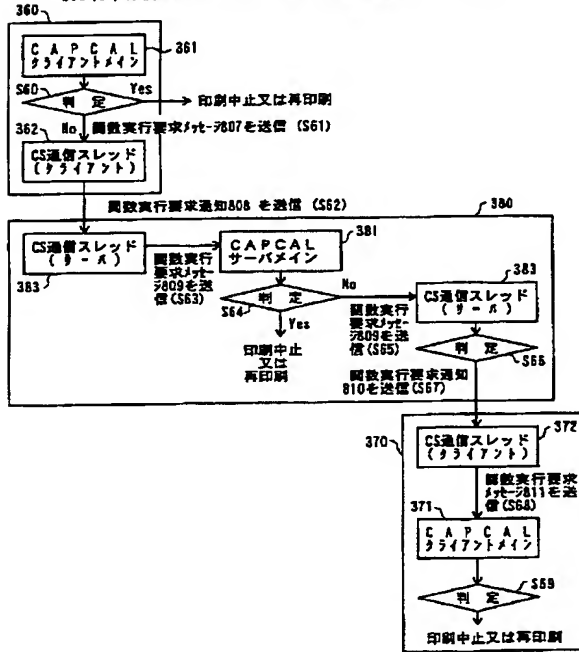 360
CAPCAL
クライアントメイン
361
S60
判定
Yes
印刷中止又は再印刷
No
関数実行要求メッセージ807を送信 (S61)
362
CS通信スレッド
(クライアント)
関数実行要求通知808 を送信 (S62)
380
CS通信スレッド
(サーバ)
383
関数実行
要求メッセー
ジ809を送
信(S63)
CAPCAL
サーバメイン
381
S64
判定
Yes
印刷中止
又は
再印刷
No
関数実行
要求メッセー
ジ809を送
信(S65)
CS通信スレッド
(サーバ)
383
判定
S66
関数実行要求通知
810を送信(S67)
370
CS通信スレッド
(クライアント)
372
関数実行要求
メッセージ811を送
信(S68)
371
CAPCAL
クライアントメイン
判定
S69
印刷中止又は再印刷